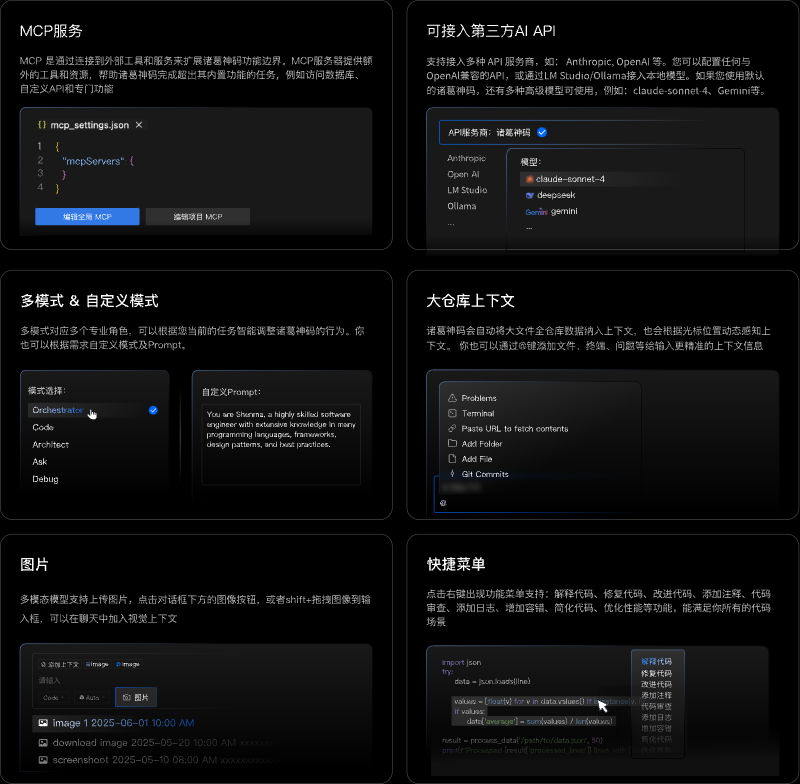 MCP服务
MCP 是通过连接到外部工具和服务来扩展诸葛神码功能边界。MCP服务器提供额
外的工具和资源，帮助诸葛神码完成超出其内置功能的任务，例如访问数据库、
自定义API和专门功能
{} mcp_settings.json ×
1 {
2 "mcpServers" {
3 }
4 }
编辑全局 MCP
编辑项目 MCP
可接入第三方AI API
支持接入多种 API 服务商，如： Anthropic, OpenAI 等。您可以配置任何与
OpenAI兼容的API，或通过LM Studio/Ollama接入本地模型。如果您使用默认
的诸葛神码，还有多种高级模型可使用，例如：claude-sonnet-4、Gemini等。
API服务商：诸葛神码
Anthropic
Open AI
LM Studio
Ollama
...
模型：
claude-sonnet-4
deepseek
Gemini gemini
...
多模式 & 自定义模式
多模式对应多个专业角色，可以根据您当前的任务智能调整诸葛神码的行为。你
也可以根据需求自定义模式及Prompt。
模式选择：
Orchestrator
Code
Architect
Ask
Debug
自定义Prompt：
You are Shenma, a highly skilled software
engineer with extensive knowledge in many
programming languages, frameworks,
design patterns, and best practices.
大仓库上下文
诸葛神码会自动将大文件全仓库数据纳入上下文，也会根据光标位置动态感知上
下文。 你也可以通过@键添加文件、终端、问题等给输入更精准的上下文信息
Problems
Terminal
Paste URL to fetch contents
Add Folder
Add File
Git Commits
@
图片
多模态模型支持上传图片，点击对话框下方的图像按钮，或者shift+拖拽图像到输
入框，可以在聊天中加入视觉上下文
@ 添加上下文 image image
请输入
Code Auto 图片
image 1 2025-06-01 10:00 AM
download image 2025-05-20 10:00 AM
screenshoot 2025-05-10 08:00 AM
快捷菜单
点击右键出现功能菜单支持：解释代码、修复代码、改进代码、添加注释、代码
审查、添加日志、增加容错、简化代码、优化性能等功能，能满足你所有的代码
场景
import json
try:
data = json.loads(line)
values = [float(v) for v in data.values() if isinstance(v,
if values:
data['average'] = sum(values) / len(values)
result = process_data('/path/to/data.json', 50)
解释代码
修复代码
改进代码
添加注释
代码审查
添加日志
增加容错
简化代码